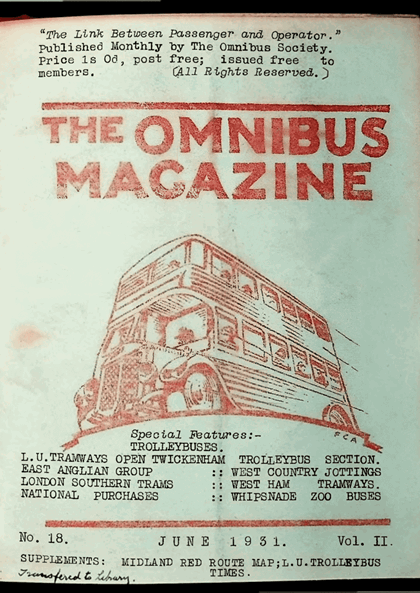 "The Link Between Passenger and Operator."
Published Monthly by The Omnibus Society.
Price 1s 0d, post free; issued free to
members. (All Rights Reserved.)
THE OMNIBUS
MAGAZINE
FCA
Special Features:-
TROLLEYBUSES.
L.U.TRAMWAYS OPEN TWICKENHAM TROLLEYBUS SECTION.
EAST ANGLIAN GROUP :: WEST COUNTRY JOTTINGS
LONDON SOUTHERN TRAMS :: WEST HAM TRAMWAYS.
NATIONAL PURCHASES :: WHIPSNADE ZOO BUSES
No. 18. JUNE 1931. Vol. II.
SUPPLEMENTS: MIDLAND RED ROUTE MAP;L.U.TROLLEYBUS
TIMES.
Transfered to Library.